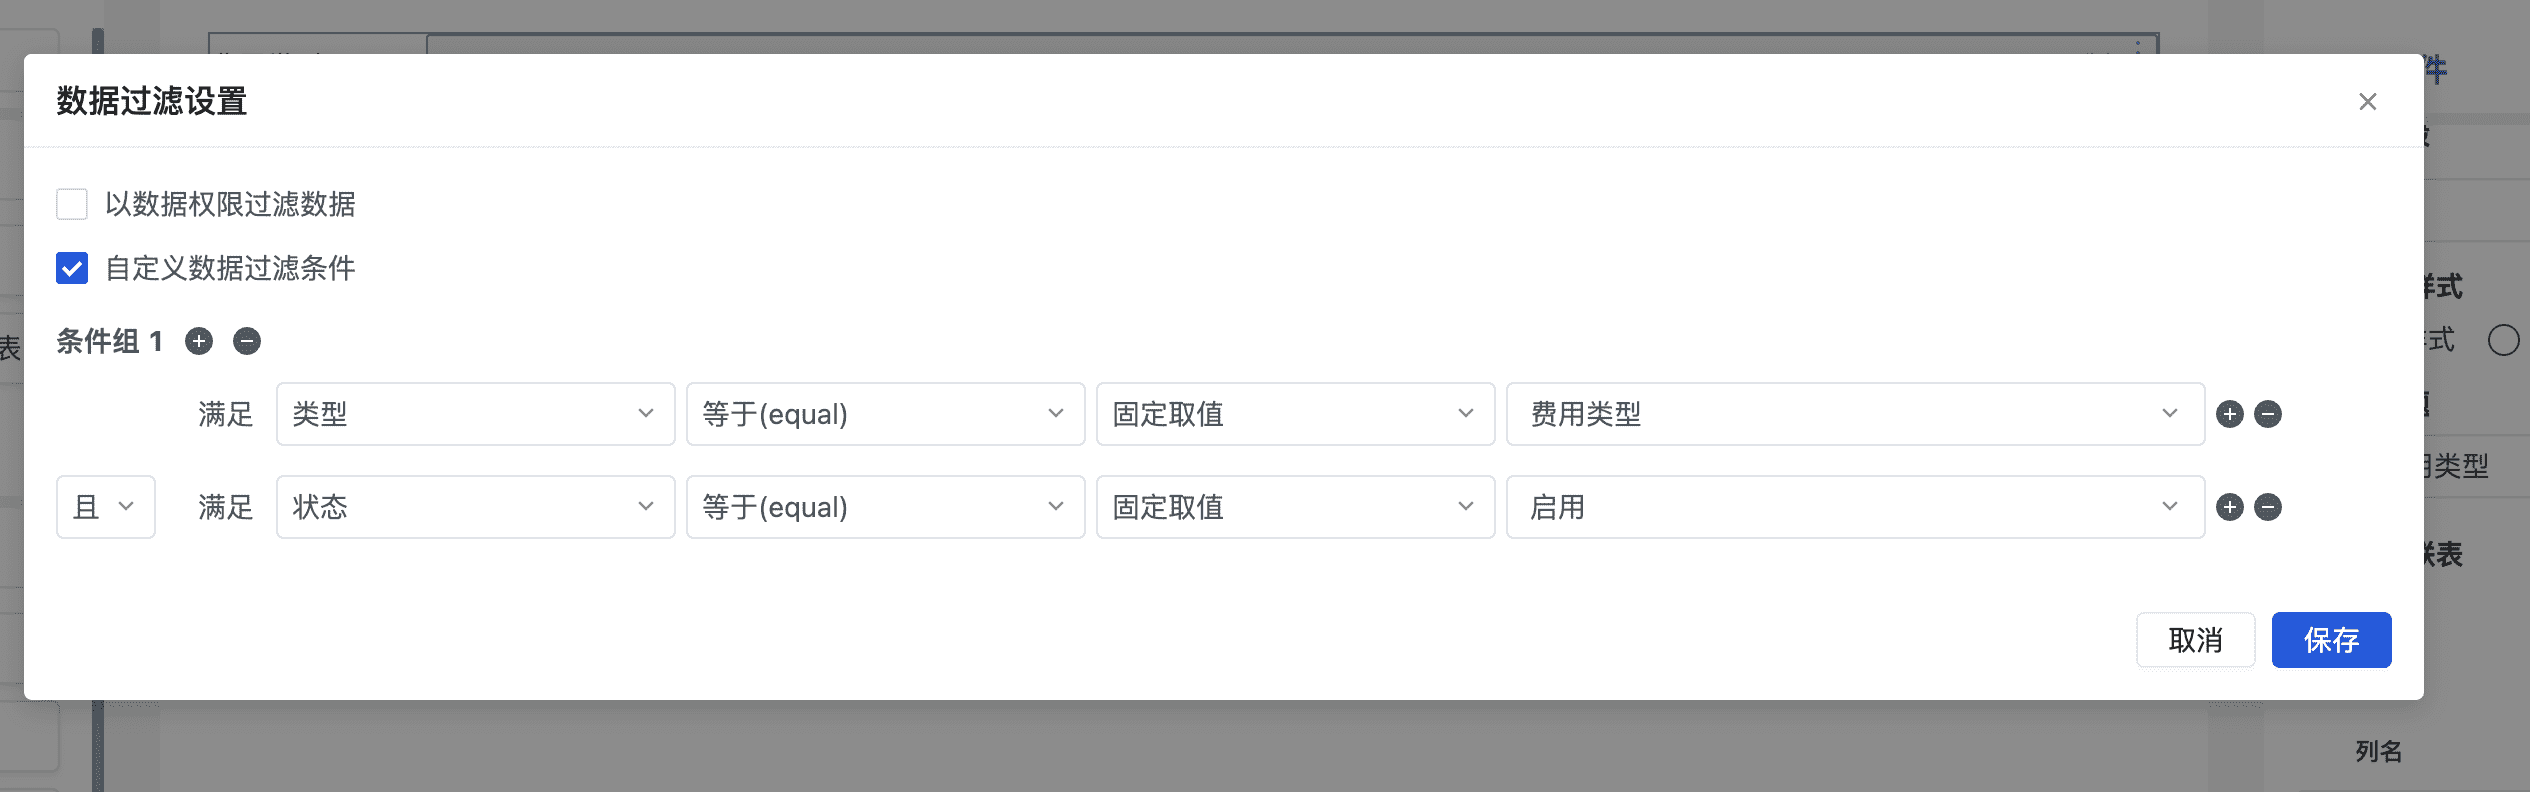 数据过滤设置
以数据权限过滤数据
自定义数据过滤条件
条件组 1
满足 类型 等于(equal) 固定取值 费用类型
且 满足 状态 等于(equal) 固定取值 启用
取消 保存
表
件
样式
式
类型
联表
列名